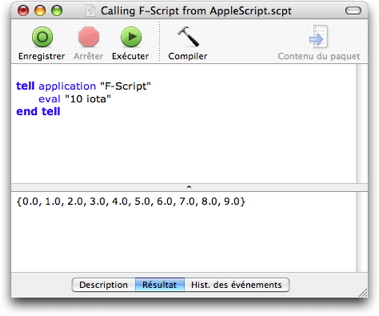 Calling F-Script from AppleScript.scpt
Enregistrer Arrêter Exécuter Compiler Contenu du paquet
tell application "F-Script"
eval "10 iota"
end tell
{0.0, 1.0, 2.0, 3.0, 4.0, 5.0, 6.0, 7.0, 8.0, 9.0}
Description Résultat Hist. des événements